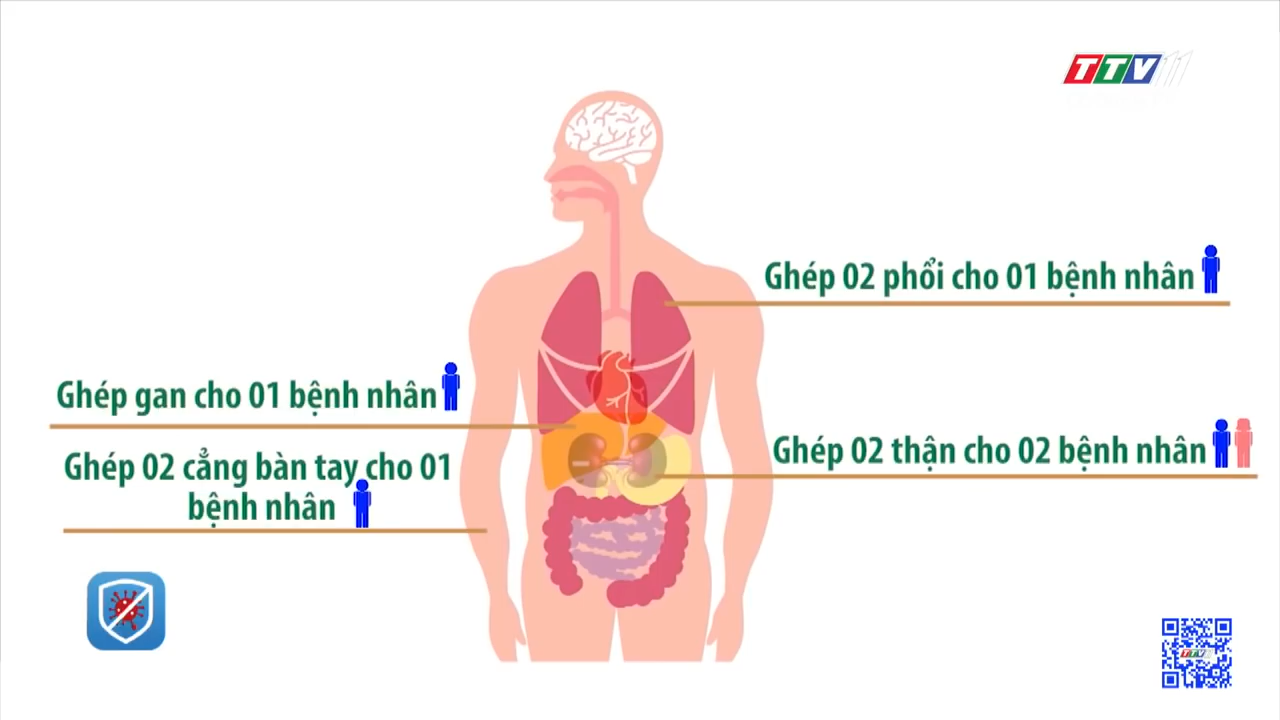 TTV11
Ghép 02 phổi cho 01 bệnh nhân
Ghép gan cho 01 bệnh nhân
Ghép 02 thận cho 02 bệnh nhân
Ghép 02 cẳng bàn tay cho 01
bệnh nhân
TTV